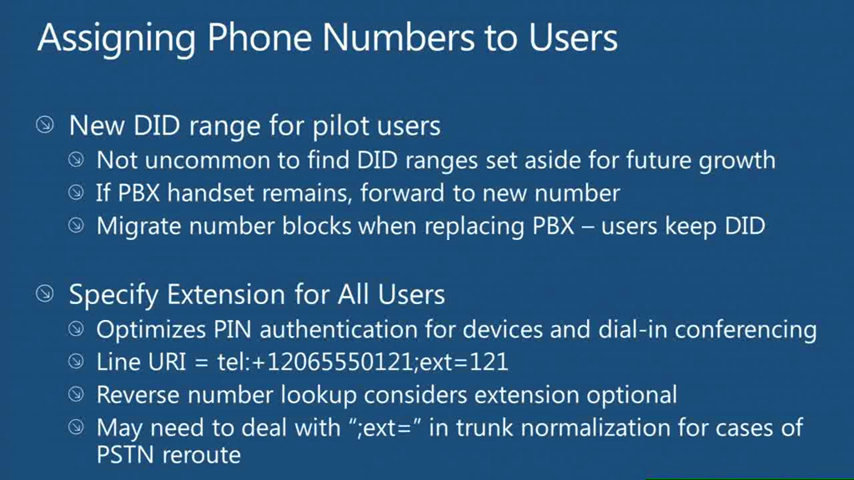 Assigning Phone Numbers to Users
New DID range for pilot users
Not uncommon to find DID ranges set aside for future growth
If PBX handset remains, forward to new number
Migrate number blocks when replacing PBX – users keep DID
Specify Extension for All Users
Optimizes PIN authentication for devices and dial-in conferencing
Line URI = tel:+12065550121;ext=121
Reverse number lookup considers extension optional
May need to deal with “;ext=” in trunk normalization for cases of
PSTN reroute